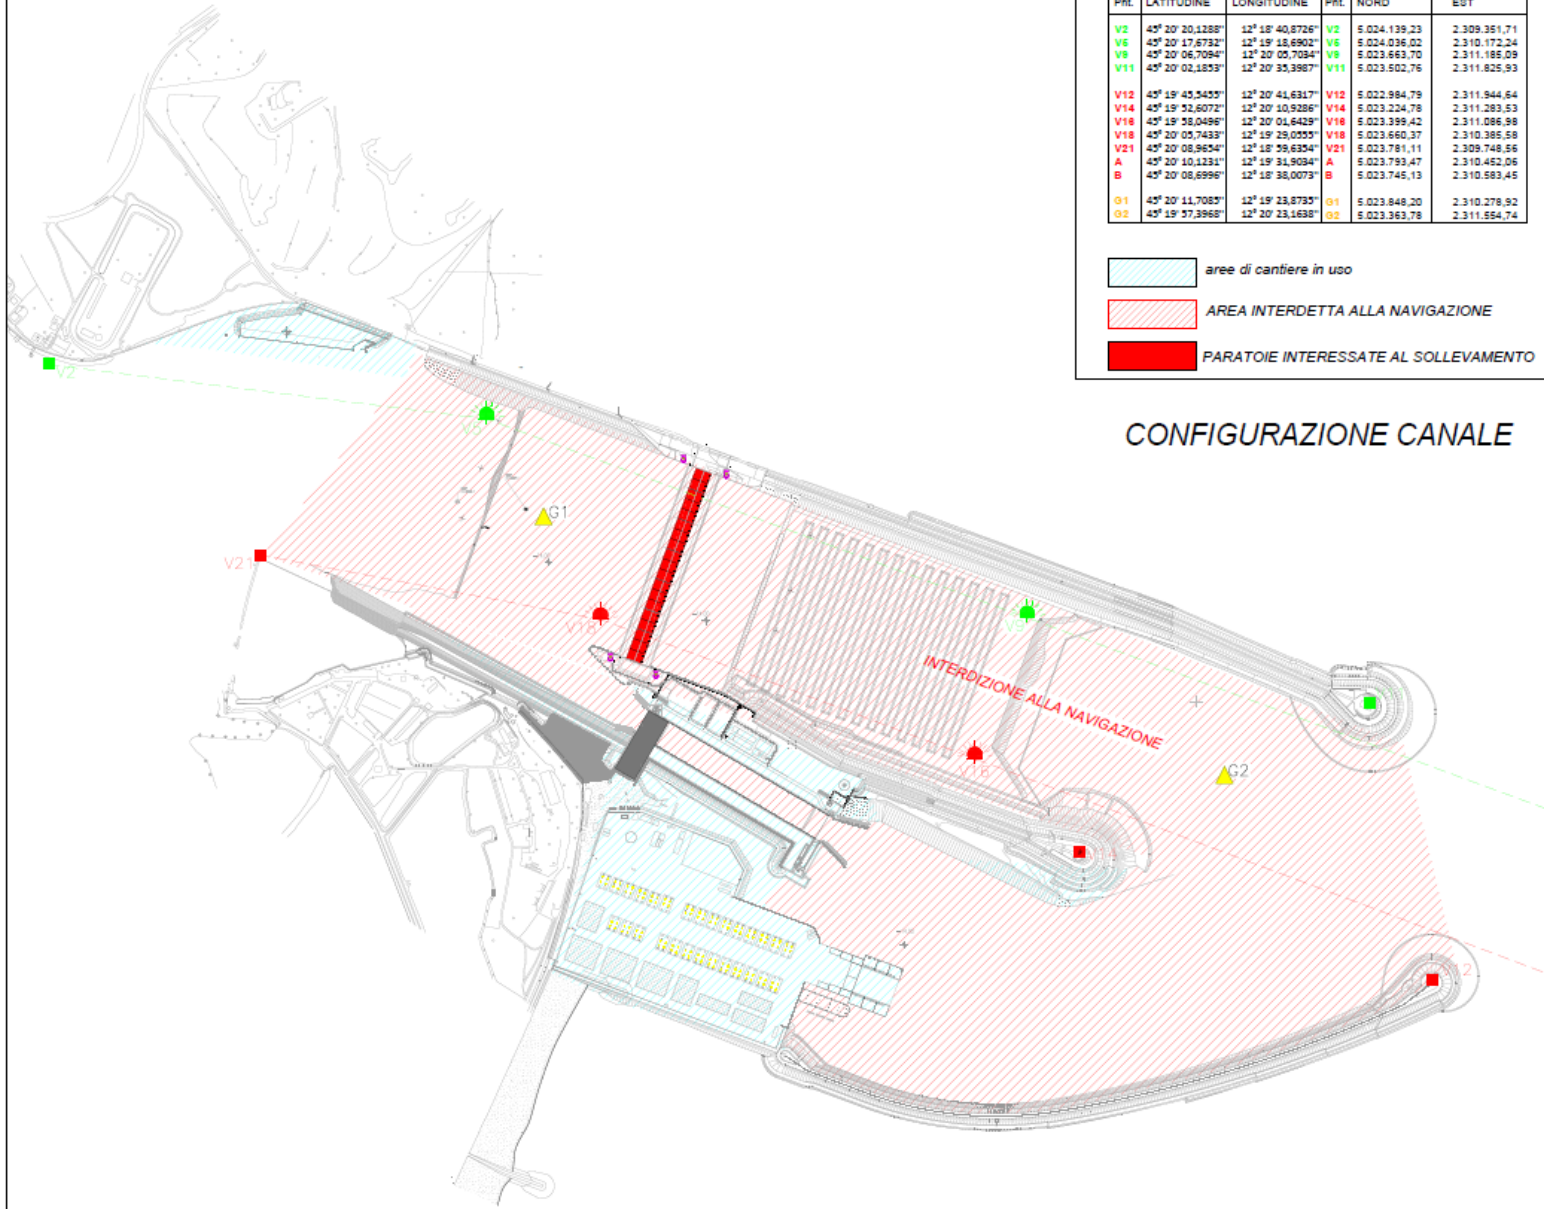 Pnt. LATITUDINE LONGITUDINE Pnt. NORD EST
V2 45° 20' 20,1288" 12° 18' 40,8726" V2 5.024.139,23 2.309.351,71
V6 45° 20' 17,6732" 12° 19' 18,6902" V6 5.024.036,02 2.310.172,24
V9 45° 20' 06,7094" 12° 20' 05,7034" V9 5.023.663,70 2.311.185,09
V11 45° 20' 02,1853" 12° 20' 35,3987" V11 5.023.502,76 2.311.825,93
V12 45° 19' 45,5455" 12° 20' 41,6317" V12 5.022.984,79 2.311.944,64
V14 45° 19' 52,6072" 12° 20' 10,9286" V14 5.023.224,78 2.311.283,53
V16 45° 19' 58,0496" 12° 20' 01,6429" V16 5.023.399,42 2.311.086,98
V18 45° 20' 05,7433" 12° 19' 29,0555" V18 5.023.660,37 2.310.385,58
V21 45° 20' 08,9654" 12° 18' 59,6354" V21 5.023.781,11 2.309.748,56
A 45° 20' 10,1231" 12° 19' 31,9034" A 5.023.793,47 2.310.452,06
B 45° 20' 08,6996" 12° 18' 38,0073" B 5.023.745,13 2.310.583,45
G1 45° 20' 11,7085" 12° 19' 23,8735" G1 5.023.848,20 2.310.278,92
G2 45° 19' 57,3968" 12° 20' 23,1638" G2 5.023.363,78 2.311.554,74
aree di cantiere in uso
AREA INTERDETTA ALLA NAVIGAZIONE
PARATOIE INTERESSATE AL SOLLEVAMENTO
CONFIGURAZIONE CANALE
V2
G1
V21
V18
INTERDIZIONE ALLA NAVIGAZIONE
V16
G2
V12